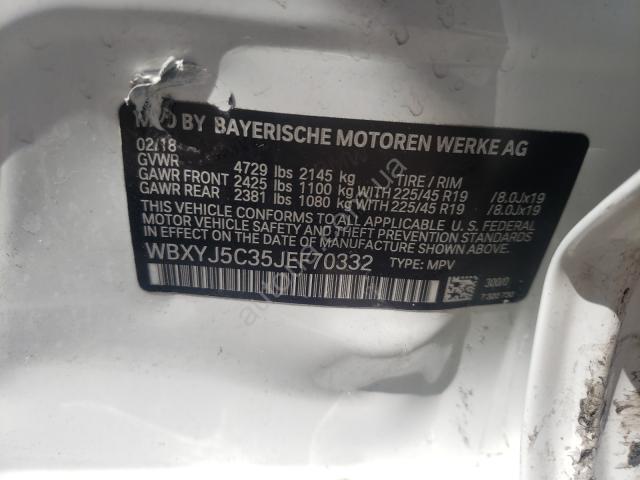 MFD BY BAYERISCHE MOTOREN WERKE AG
02/18
GVWR 4729 lbs 2145 kg TIRE / RIM
GAWR FRONT 2425 lbs 1100 kg WITH 225/45 R19 /8.0Jx19
GAWR REAR 2381 lbs 1080 kg WITH 225/45 R19 /8.0Jx19
THIS VEHICLE CONFORMS TO ALL APPLICABLE U. S. FEDERAL
MOTOR VEHICLE SAFETY AND THEFT PREVENTION STANDARDS
IN EFFECT ON THE DATE OF MANUFACTURE SHOWN ABOVE.
WBXYJ5C35JEF70332 TYPE: MPV
300/0